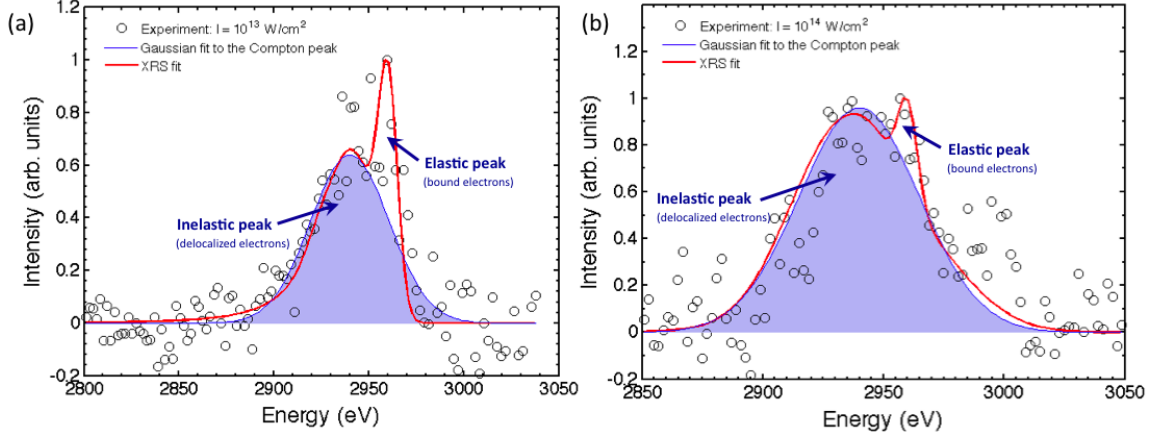 (a)
Experiment: I = 10¹³ W/cm²
Gaussian fit to the Compton peak
XRS fit
Elastic peak
(bound electrons)
Inelastic peak
(delocalized electrons)
Intensity (arb. units)
1
0.8
0.6
0.4
0.2
0
-0.2
2800
2850
2900
2950
3000
3050
Energy (eV)
(b)
Experiment: I = 10¹⁴ W/cm²
Gaussian fit to the Compton peak
XRS fit
Elastic peak
(bound electrons)
Inelastic peak
(delocalized electrons)
Intensity (arb. units)
1.2
1
0.8
0.6
0.4
0.2
0
-0.2
2850
2900
2950
3000
3050
Energy (eV)